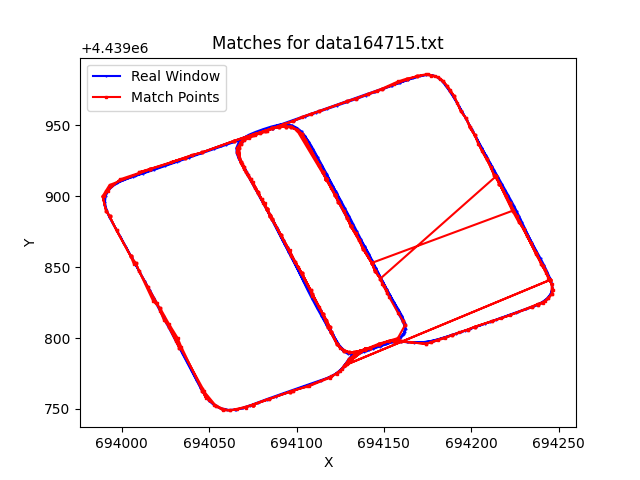 Matches for data164715.txt
+4.439e6
Real Window
Match Points
950
900
850
800
750
Y
694000 694050 694100 694150 694200 694250
X